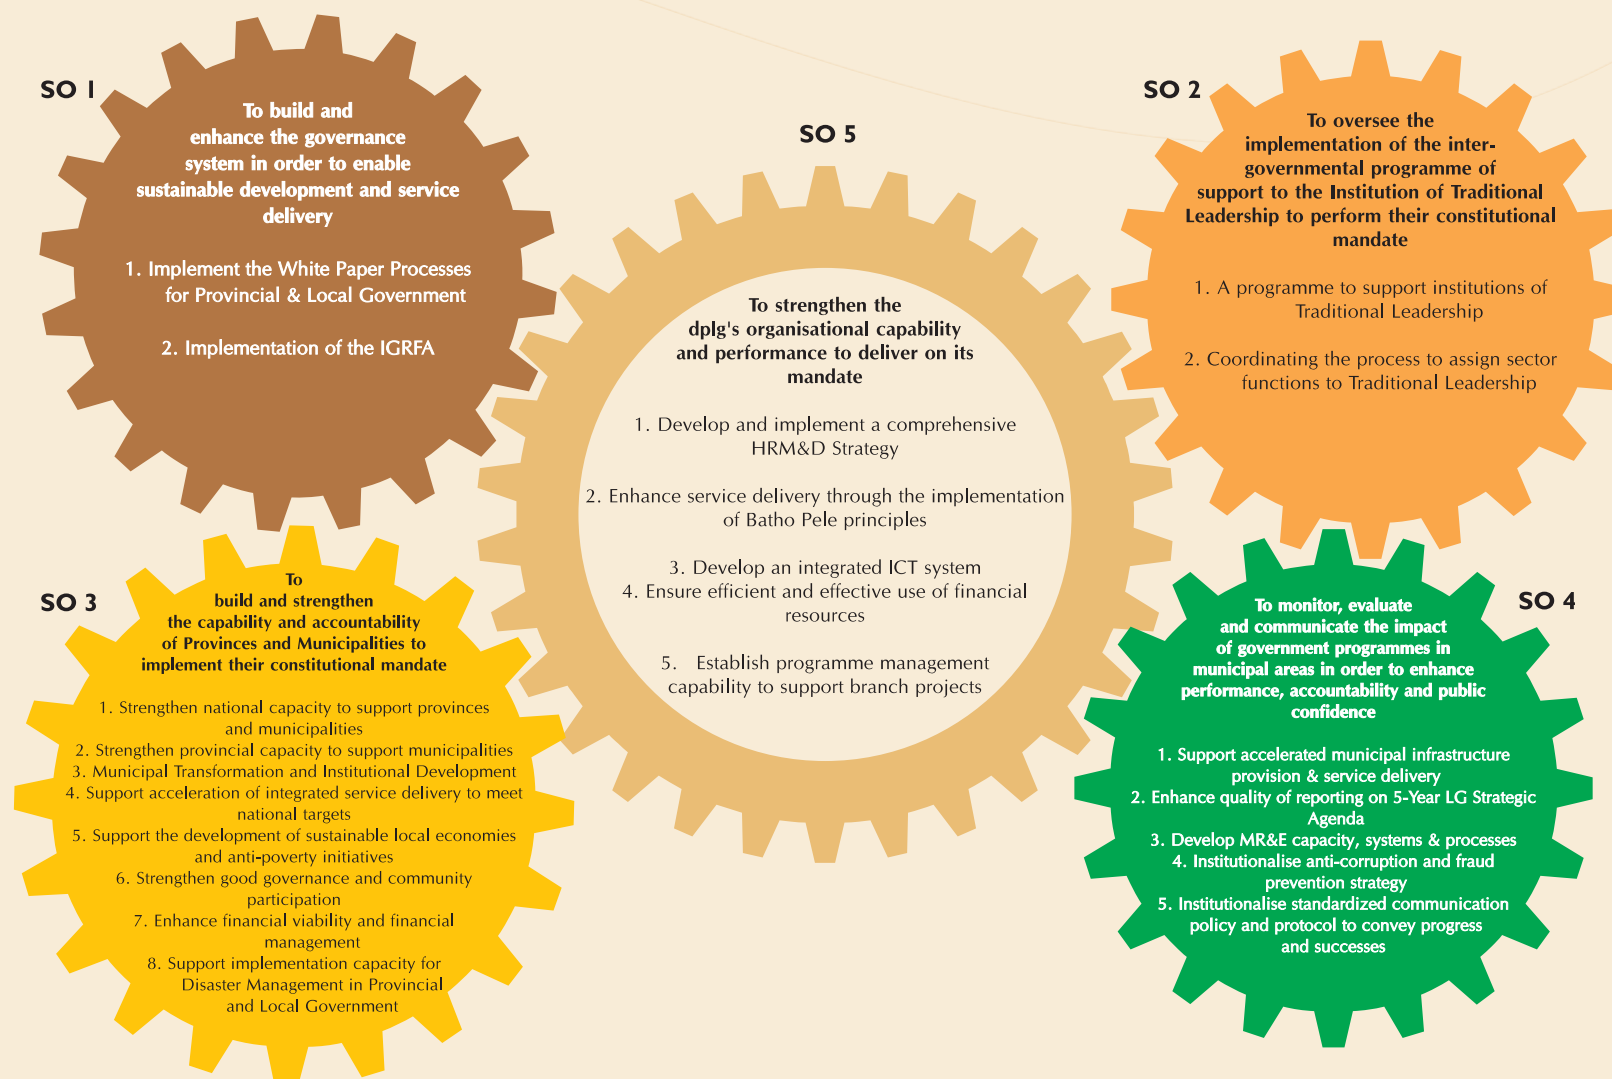 SO 1
To build and
enhance the governance
system in order to enable
sustainable development and service
delivery
1. Implement the White Paper Processes
for Provincial & Local Government
2. Implementation of the IGRFA
SO 2
To oversee the
implementation of the inter-
governmental programme of
support to the Institution of Traditional
Leadership to perform their constitutional
mandate
1. A programme to support institutions of
Traditional Leadership
2. Coordinating the process to assign sector
functions to Traditional Leadership
SO 5
To strengthen the
dplg's organisational capability
and performance to deliver on its
mandate
1. Develop and implement a comprehensive
HRM&D Strategy
2. Enhance service delivery through the implementation
of Batho Pele principles
3. Develop an integrated ICT system
4. Ensure efficient and effective use of financial
resources
5. Establish programme management
capability to support branch projects
SO 3
To
build and strengthen
the capability and accountability
of Provinces and Municipalities to
implement their constitutional mandate
1. Strengthen national capacity to support provinces
and municipalities
2. Strengthen provincial capacity to support municipalities
3. Municipal Transformation and Institutional Development
4. Support acceleration of integrated service delivery to meet
national targets
5. Support the development of sustainable local economies
and anti-poverty initiatives
6. Strengthen good governance and community
participation
7. Enhance financial viability and financial
management
8. Support implementation capacity for
Disaster Management in Provincial
and Local Government
SO 4
To monitor, evaluate
and communicate the impact
of government programmes in
municipal areas in order to enhance
performance, accountability and public
confidence
1. Support accelerated municipal infrastructure
provision & service delivery
2. Enhance quality of reporting on 5-Year LG Strategic
Agenda
3. Develop MR&E capacity, systems & processes
4. Institutionalise anti-corruption and fraud
prevention strategy
5. Institutionalise standardized communication
policy and protocol to convey progress
and successes